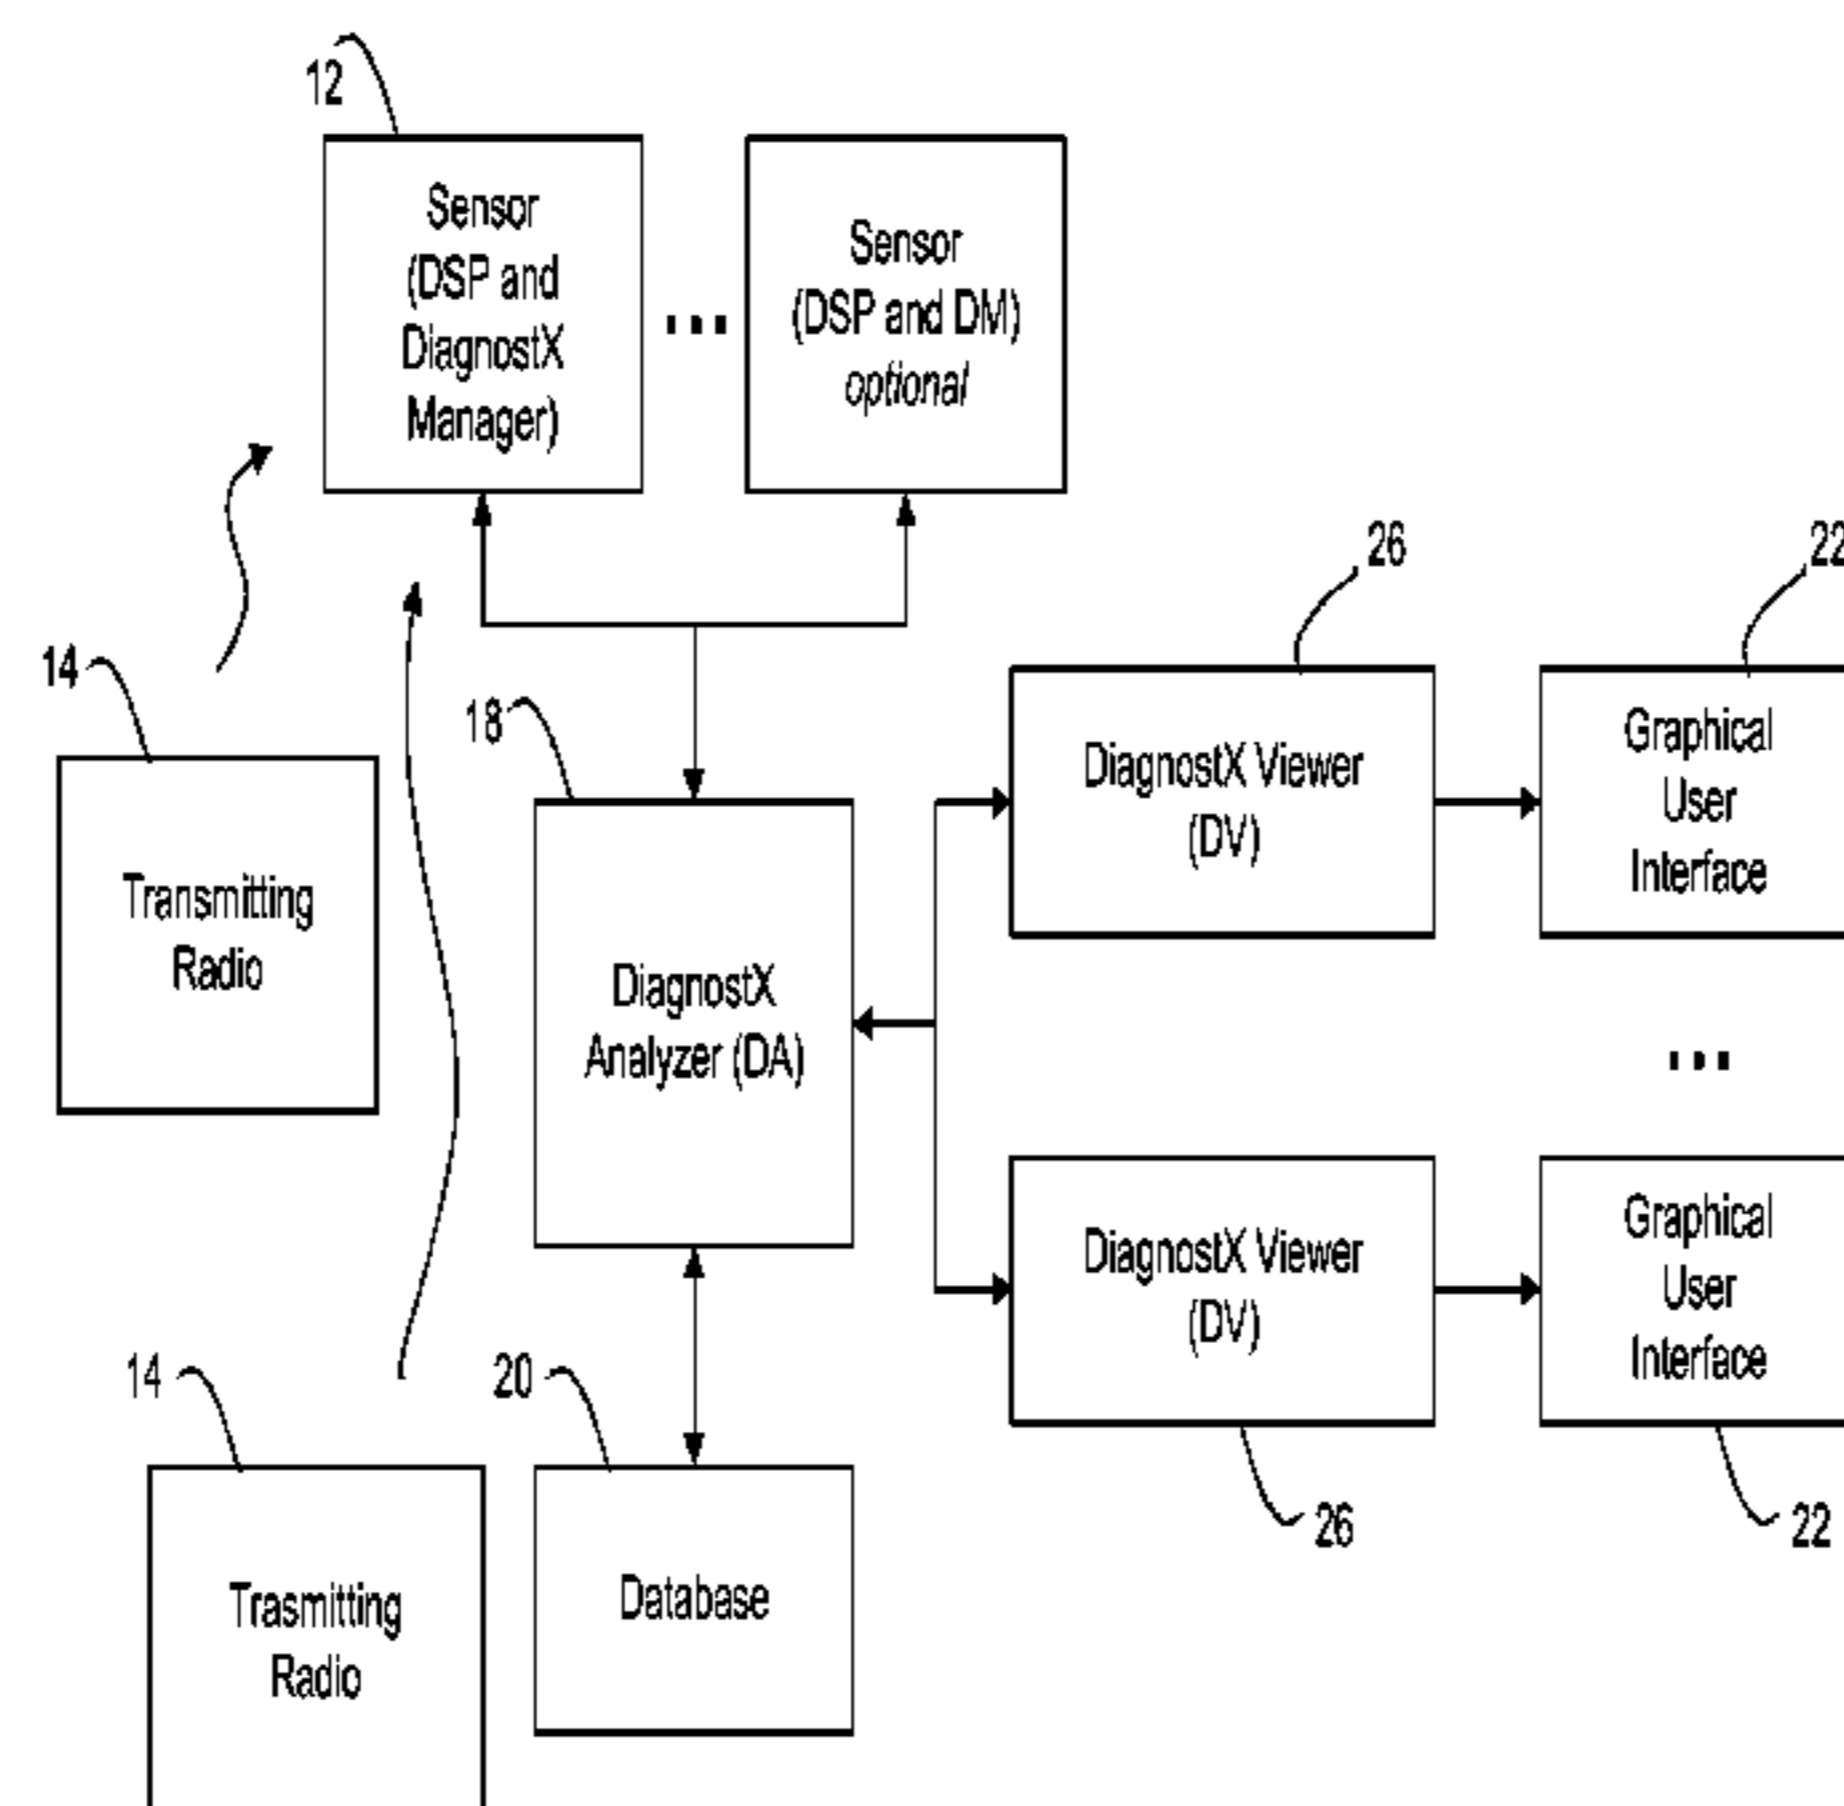 12
Sensor
(DSP and
DiagnostX
Manager)
...
Sensor
(DSP and DM)
optional
14
Transmitting
Radio
18
DiagnostX
Analyzer (DA)
26
DiagnostX Viewer
(DV)
22
Graphical
User
Interface
...
DiagnostX Viewer
(DV)
26
Graphical
User
Interface
22
14
Trasmitting
Radio
20
Database